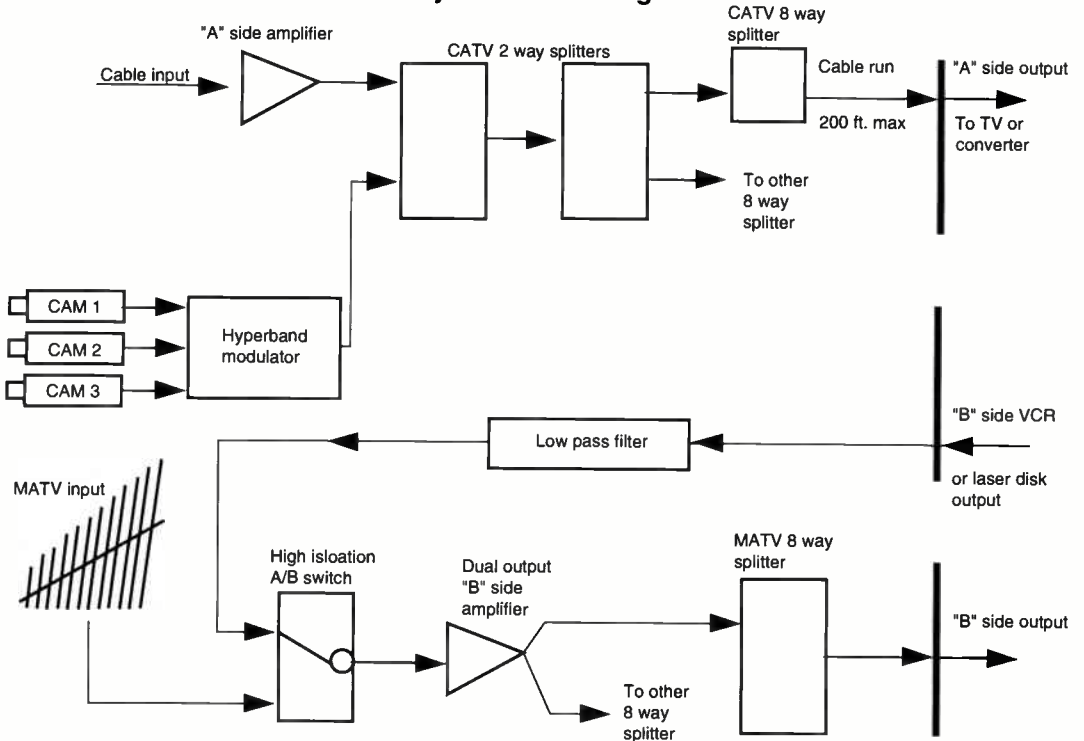 "A" side amplifier
CATV 8 way
splitter
Cable input
CATV 2 way splitters
Cable run
200 ft. max
"A" side output
To TV or
converter
To other
8 way
splitter
CAM 1
CAM 2
CAM 3
Hyperband
modulator
"B" side VCR
or laser disk
output
Low pass filter
MATV input
High isloation
A/B switch
Dual output
"B" side
amplifier
MATV 8 way
splitter
"B" side output
To other
8 way
splitter